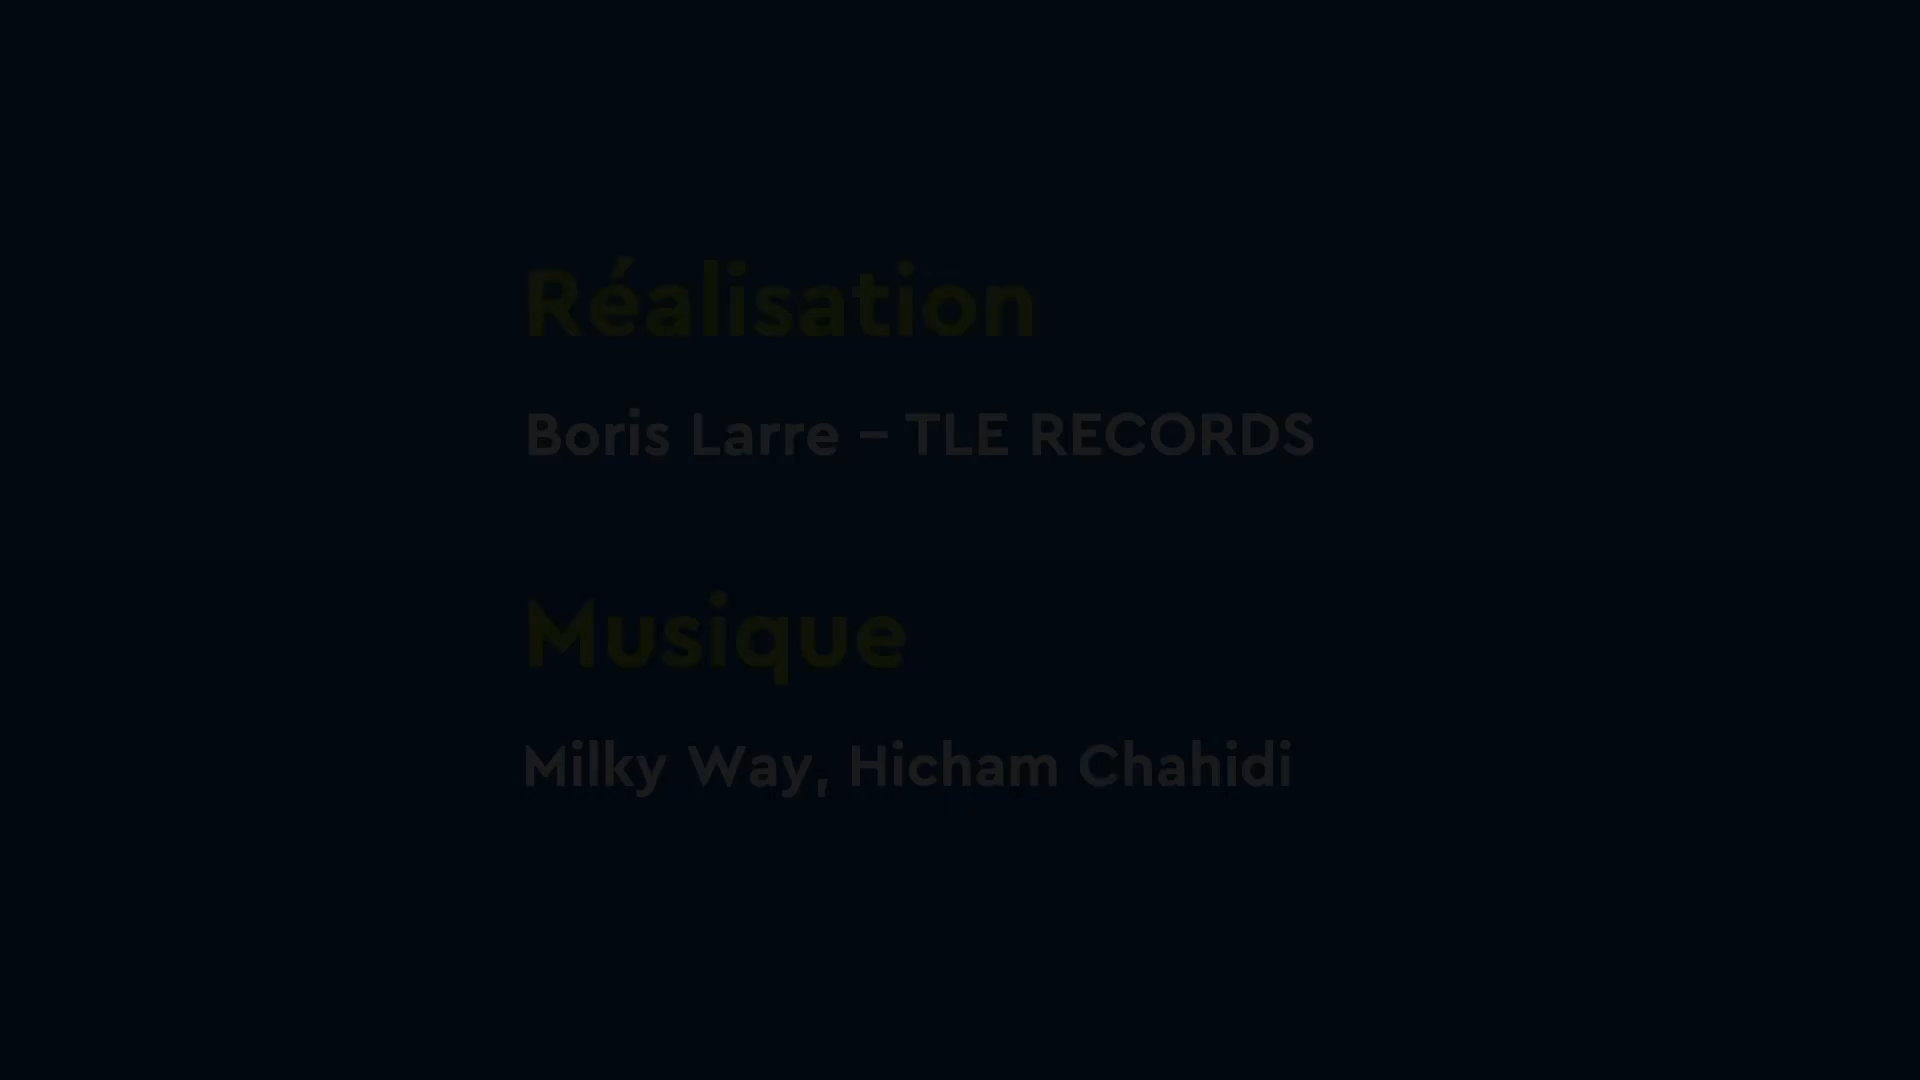 Réalisation
Boris Larre - TLE RECORDS
Musique
Milky Way, Hicham Chahidi